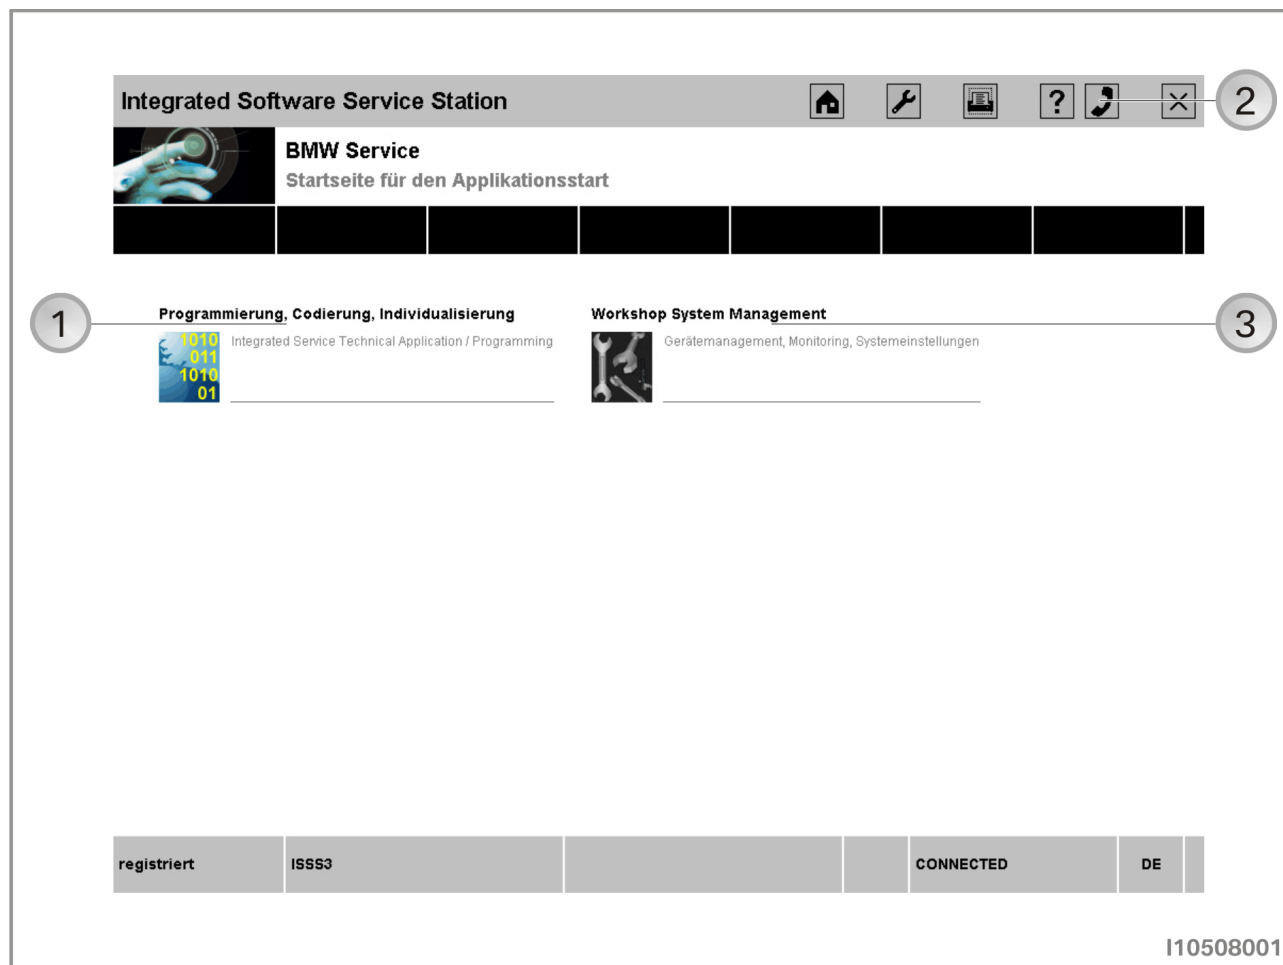 Integrated Software Service Station
?
2
BMW Service
Startseite für den Applikationsstart
1
Programmierung, Codierung, Individualisierung
1010
011
1010
01
Integrated Service Technical Application / Programming
Workshop System Management
Gerätemanagement, Monitoring, Systemeinstellungen
3
registriert
ISSS3
CONNECTED
DE
I10508001